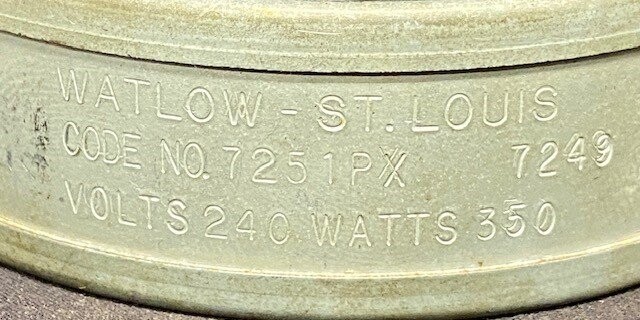 WATLOW - ST. LOUIS
CODE NO. 7251PX 7249
VOLTS 240 WATTS 350